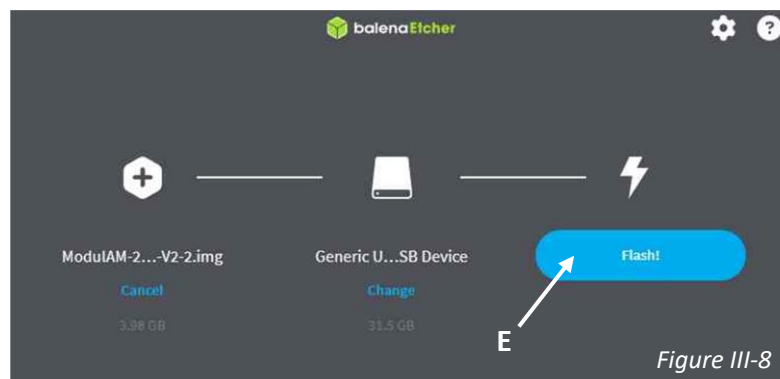 balenaEtcher
?
ModulAM-2...-V2-2.img
Generic U...SB Device
Flash!
Cancel
Change
3.98 GB
31.5 GB
E
Figure III-8